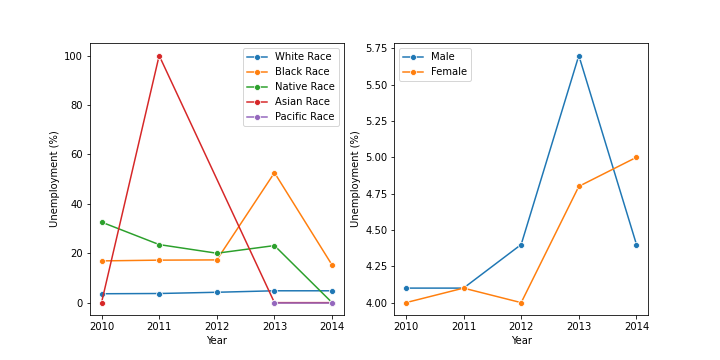 100
80
60
40
20
0
Unemployment (%)
2010 2011 2012 2013 2014
Year
White Race
Black Race
Native Race
Asian Race
Pacific Race
5.75
5.50
5.25
5.00
4.75
4.50
4.25
4.00
Unemployment (%)
2010 2011 2012 2013 2014
Year
Male
Female